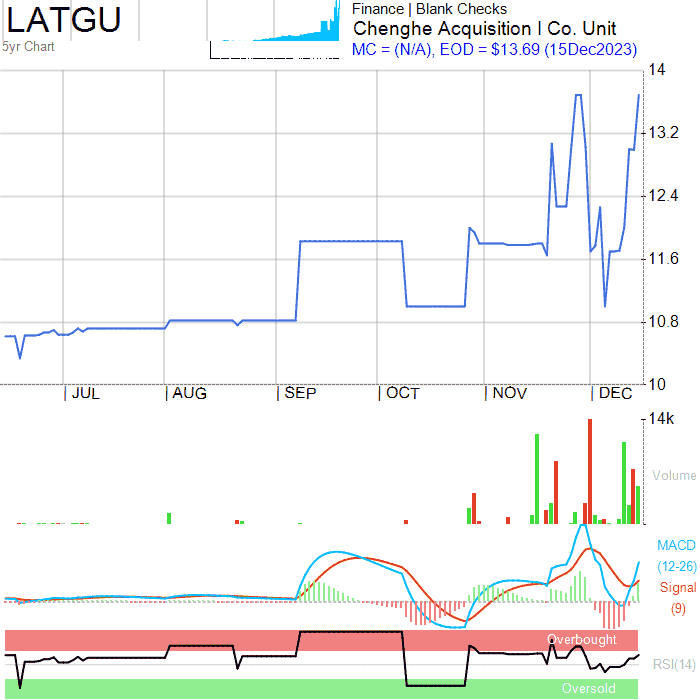 LATGU
5yr Chart
Finance | Blank Checks
Chenghe Acquisition I Co. Unit
MC = (N/A), EOD = $13.69 (15Dec2023)
14
13.2
12.4
11.6
10.8
10
JUL AUG SEP OCT NOV DEC
14k
Volume
MACD
(12-26)
Signal
(9)
Overbought
RSI(14)
Oversold